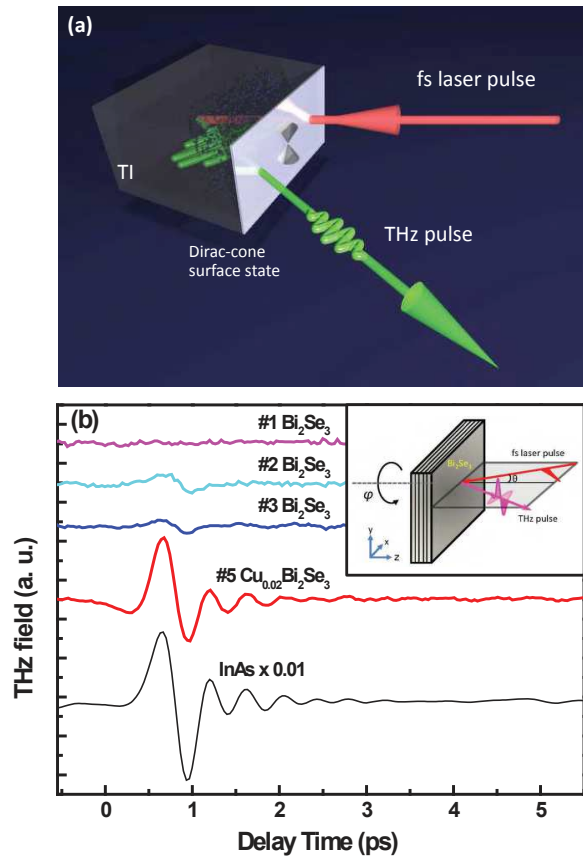 (a)
fs laser pulse
TI
THz pulse
Dirac-cone
surface state
(b)
#1 Bi₂Se₃
#2 Bi₂Se₃
#3 Bi₂Se₃
#5 Cu₀.₀₂Bi₂Se₃
InAs x 0.01
Bi₂Se₃
fs laser pulse
θ
THz pulse
φ
y
x
z
THz field (a. u.)
0 1 2 3 4 5
Delay Time (ps)